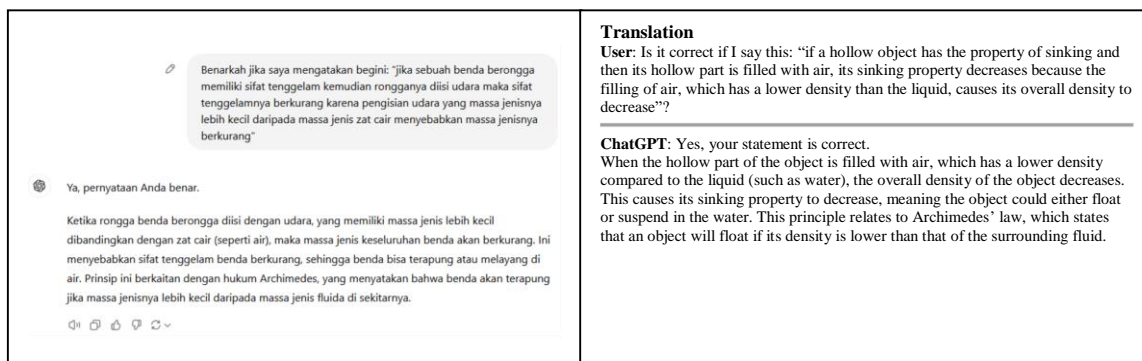 Benarkah jika saya mengatakan begini: "jika sebuah benda berongga
memiliki sifat tenggelam kemudian rongganya diisi udara maka sifat
tenggelamnya berkurang karena pengisian udara yang massa jenisnya
lebih kecil daripada massa jenis zat cair menyebabkan massa jenisnya
berkurang"
Ya, pernyataan Anda benar.
Ketika rongga benda berongga diisi dengan udara, yang memiliki massa jenis lebih kecil
dibandingkan dengan zat cair (seperti air), maka massa jenis keseluruhan benda akan berkurang. Ini
menyebabkan sifat tenggelam benda berkurang, sehingga benda bisa terapung atau melayang di
air. Prinsip ini berkaitan dengan hukum Archimedes, yang menyatakan bahwa benda akan terapung
jika massa jenisnya lebih kecil daripada massa jenis fluida di sekitarnya.
Translation
User: Is it correct if I say this: “if a hollow object has the property of sinking and
then its hollow part is filled with air, its sinking property decreases because the
filling of air, which has a lower density than the liquid, causes its overall density to
decrease”?
ChatGPT: Yes, your statement is correct.
When the hollow part of the object is filled with air, which has a lower density
compared to the liquid (such as water), the overall density of the object decreases.
This causes its sinking property to decrease, meaning the object could either float
or suspend in the water. This principle relates to Archimedes’ law, which states
that an object will float if its density is lower than that of the surrounding fluid.